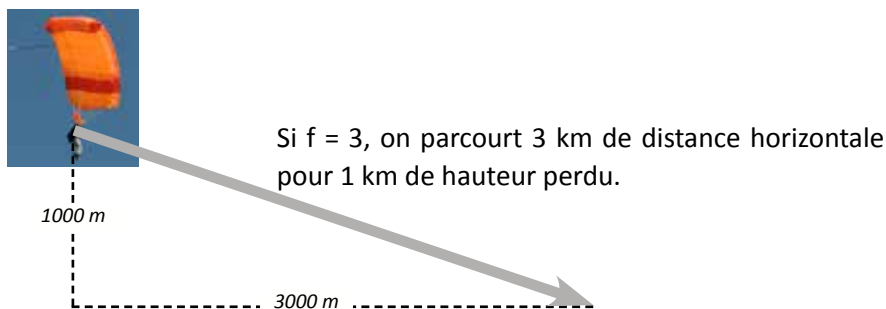 Si f = 3, on parcourt 3 km de distance horizontale
pour 1 km de hauteur perdu.
1000 m
3000 m